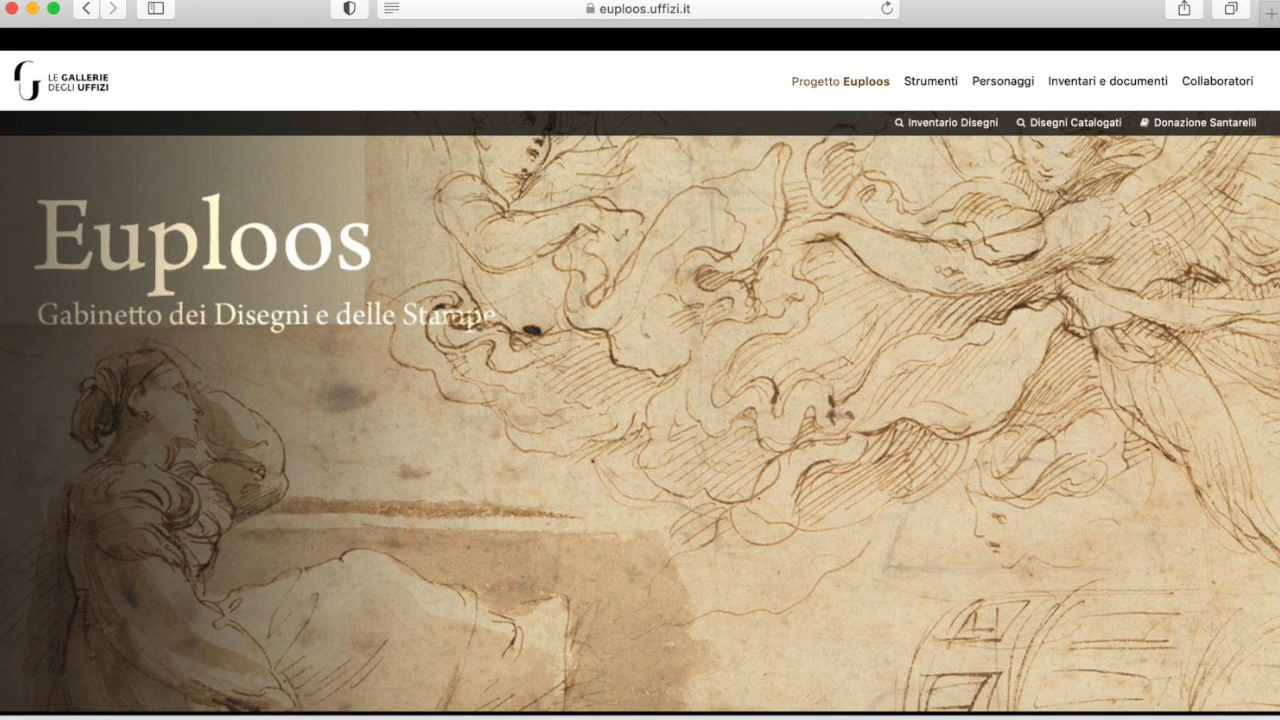 euploos.uffizi.it
LE GALLERIE
DEGLI UFFIZI
Progetto Euploos Strumenti Personaggi Inventari e documenti Collaboratori
Inventario Disegni Disegni Catalogati Donazione Santarelli
Euploos
Gabinetto dei Disegni e delle Stampe